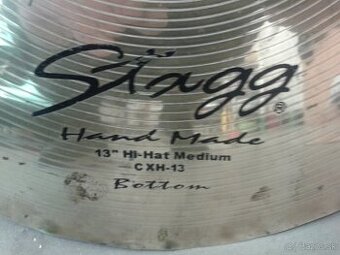 Stagg®
Hand Made
13" Hi-Hat Medium
CXH-13
Bottom